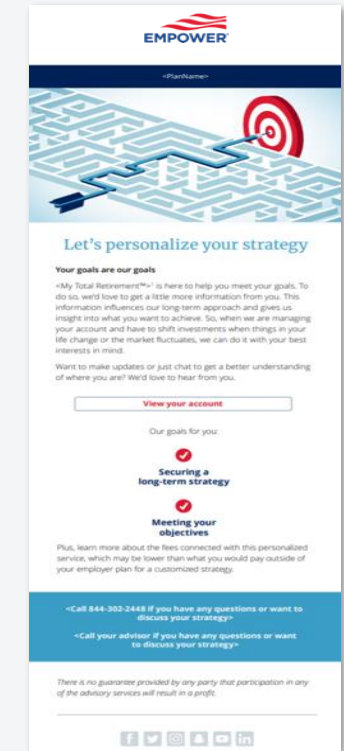 EMPOWER
<PlanName>
Let's personalize your strategy
Your goals are our goals
<My Total Retirement™>¹ is here to help you meet your goals. To
do so, we'd love to get a little more information from you. This
information influences our long-term approach and gives us
insight into what you want to achieve. So, when we are managing
your account and have to shift investments when things in your
life change or the market fluctuates, we can do it with your best
interests in mind.
Want to make updates or just chat to get a better understanding
of where you are? We'd love to hear from you.
View your account
Our goals for you:
Securing a
long-term strategy
Meeting your
objectives
Plus, learn more about the fees connected with this personalized
service, which may be lower than what you would pay outside of
your employer plan for a customized strategy.
<Call 844-302-2448 if you have any questions or want to
discuss your strategy>
<Call your advisor if you have any questions or want
to discuss your strategy>
There is no guarantee provided by any party that participation in any
of the advisory services will result in a profit.